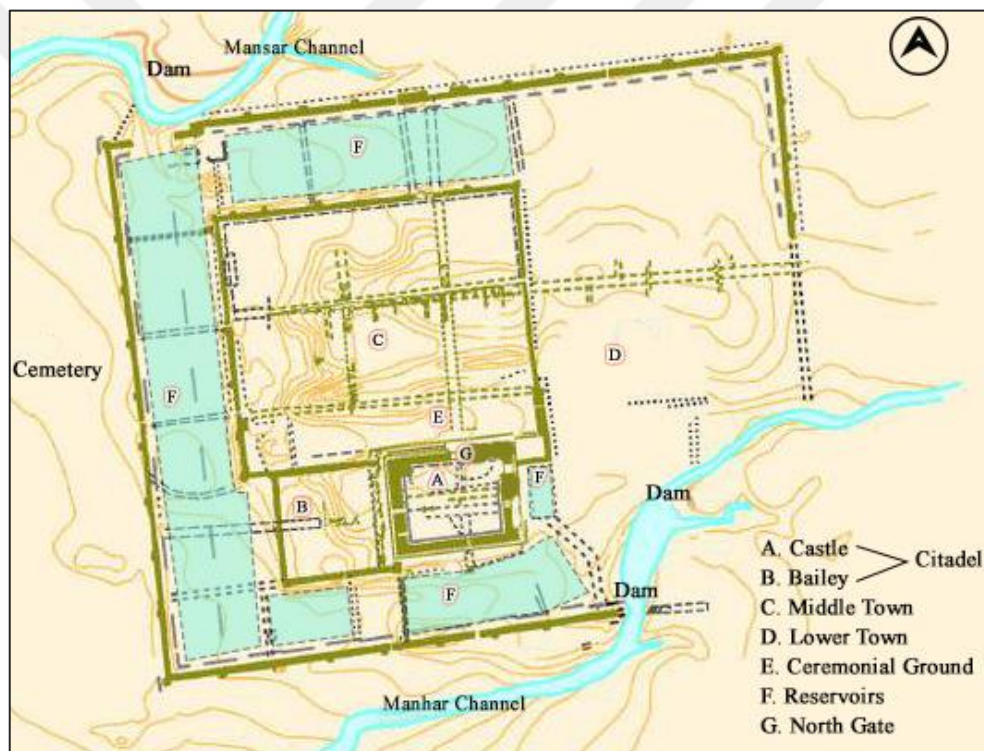 Mansar Channel
Dam
F
Cemetery
F
C
D
E
G
A
F
B
Dam
F
Dam
Manhar Channel
A. Castle
B. Bailey
Citadel
C. Middle Town
D. Lower Town
E. Ceremonial Ground
F. Reservoirs
G. North Gate